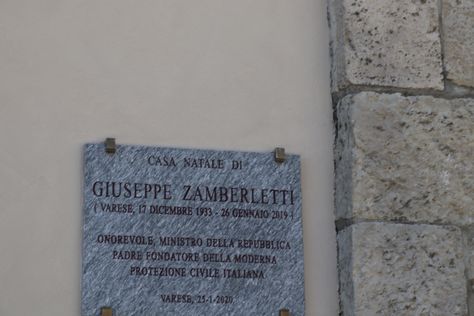 CASA NATALE DI
GIUSEPPE ZAMBERLETTI
( VARESE, 17 DICEMBRE 1933 - 26 GENNAIO 2019 )
ONOREVOLE, MINISTRO DELLA REPUBBLICA
PADRE FONDATORE DELLA MODERNA
PROTEZIONE CIVILE ITALIANA
VARESE, 25-1-2020